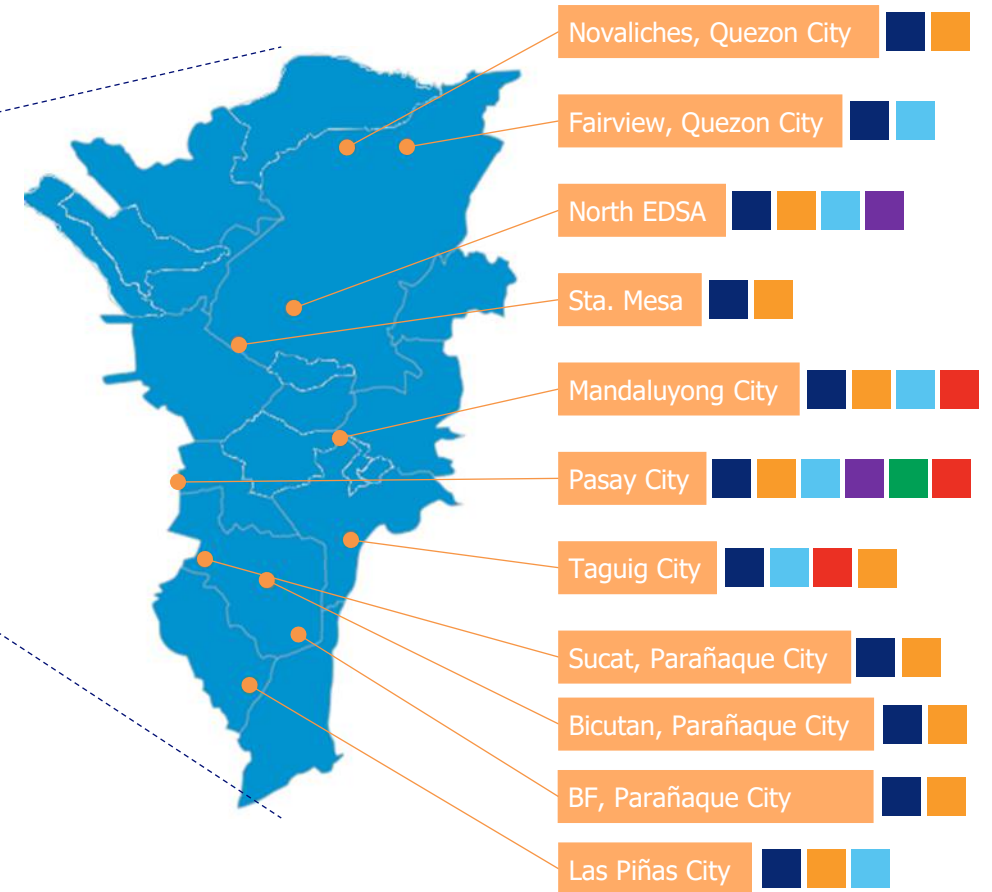 Novaliches, Quezon City
Fairview, Quezon City
North EDSA
Sta. Mesa
Mandaluyong City
Pasay City
Taguig City
Sucat, Parañaque City
Bicutan, Parañaque City
BF, Parañaque City
Las Piñas City